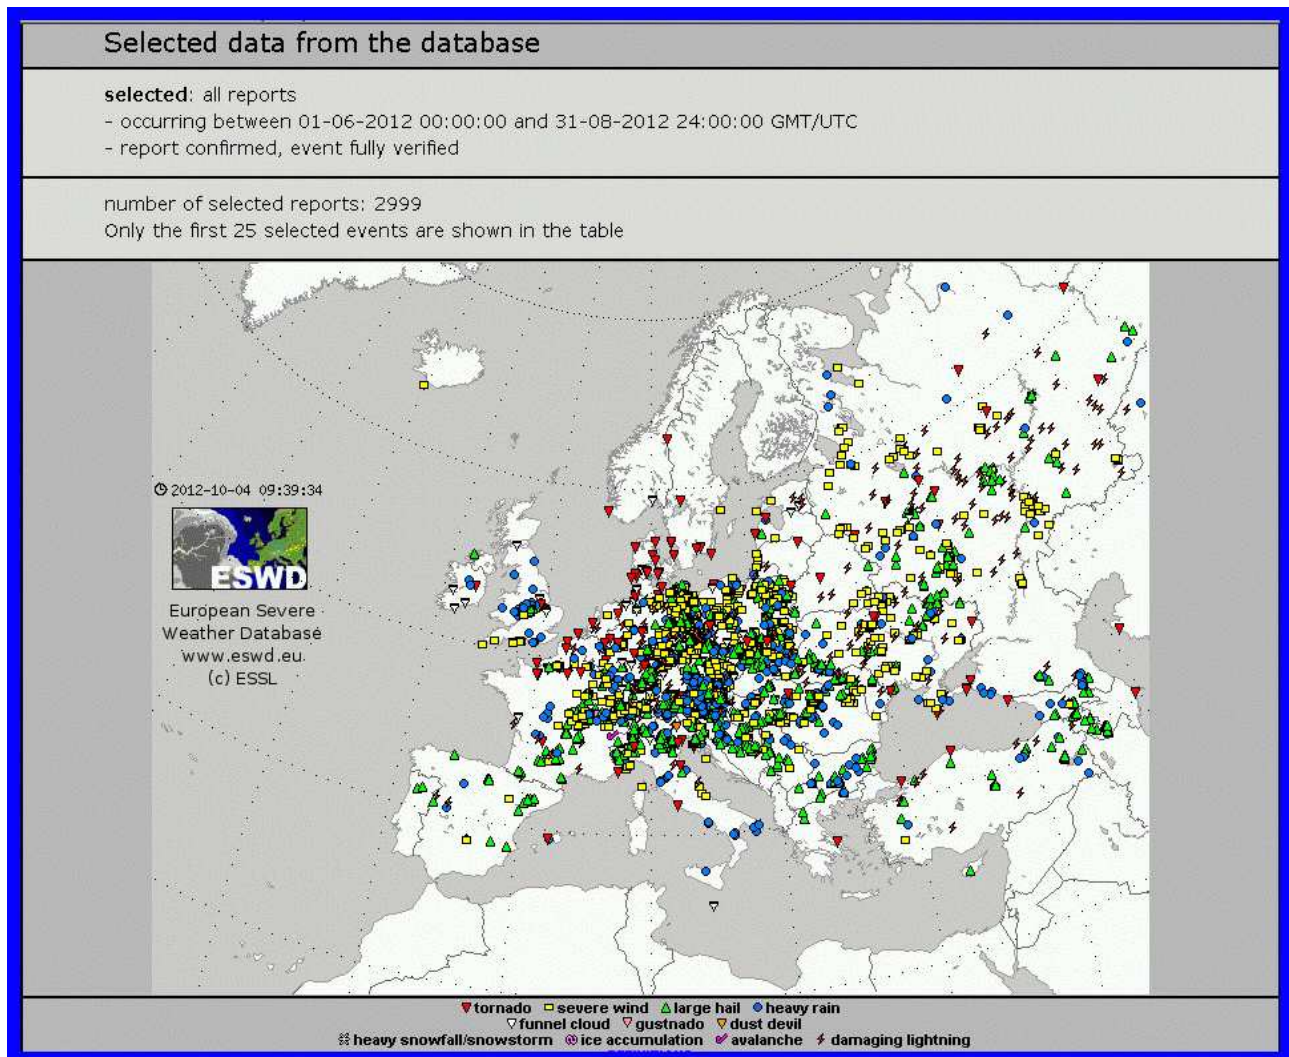 Selected data from the database
selected: all reports
- occurring between 01-06-2012 00:00:00 and 31-08-2012 24:00:00 GMT/UTC
- report confirmed, event fully verified
number of selected reports: 2999
Only the first 25 selected events are shown in the table
2012-10-04 09:39:34
ESWD
European Severe
Weather Database
www.eswd.eu
(c) ESSL
tornado severe wind large hail heavy rain
funnel cloud gustnado dust devil
heavy snowfall/snowstorm ice accumulation avalanche damaging lightning